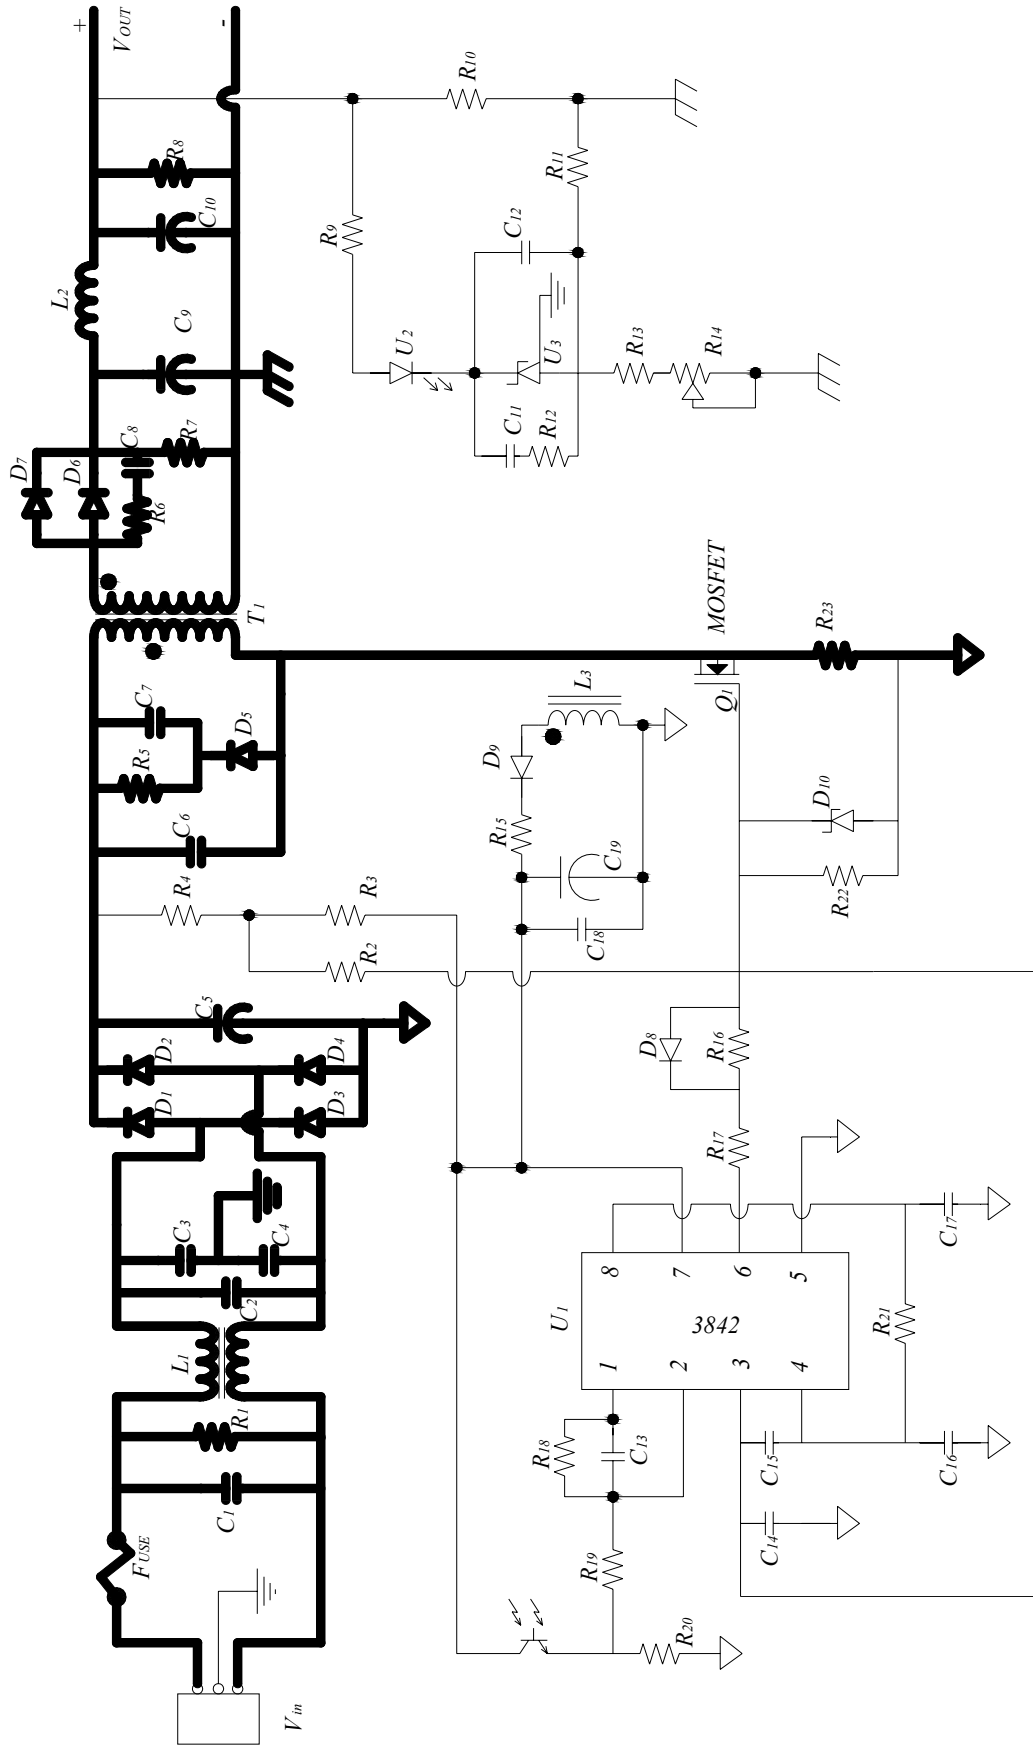 +
VOUT
-
R10
R8
C10
R9
R11
C12
L2
C9
U2
U3
R13
R14
C11
R12
D7
D6
C8
R7
R6
T1
MOSFET
Q1
R23
C7
R5
D5
C6
L3
D9
R15
C19
C18
D10
R22
R4
R3
R2
C5
D2
D4
D1
D3
D8
R16
R17
C3
C4
C2
L1
R1
C1
FUSE
Vin
U1
3842
8
7
6
5
1
2
3
4
C17
R21
R18
C13
C15
C16
C14
R19
R20